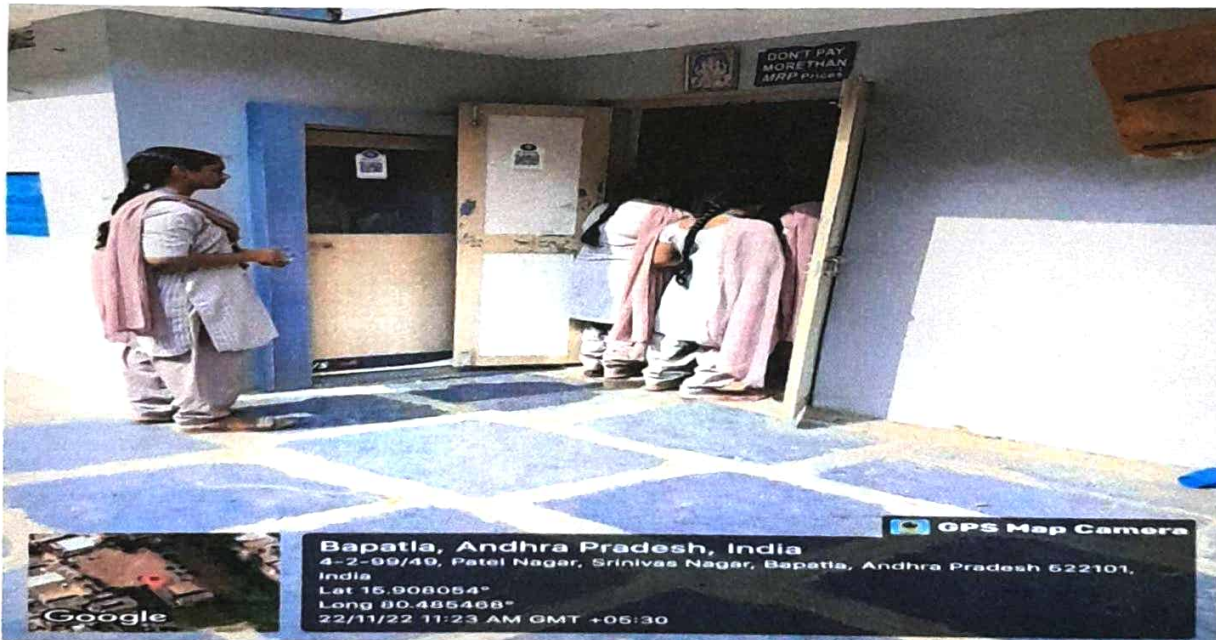 DON'T PAY
MORETHAN
MRP Prices
GPS Map Camera
Bapatla, Andhra Pradesh, India
4-2-99/49, Patel Nagar, Srinivas Nagar, Bapatla, Andhra Pradesh 522101,
India
Lat 15.908054°
Long 80.485468°
22/11/22 11:23 AM GMT +05:30
Google